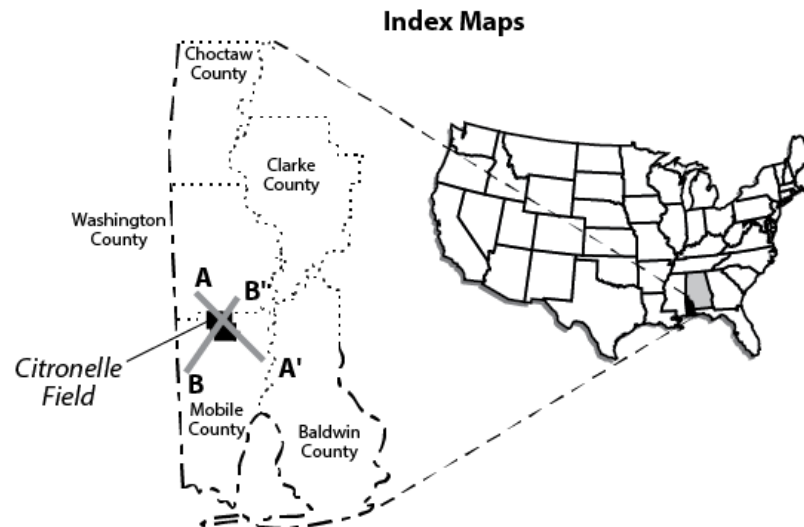 Index Maps
Choctaw
County
Clarke
County
Washington
County
A
B"
Citronelle
Field
B
A'
Mobile
County
Baldwin
County